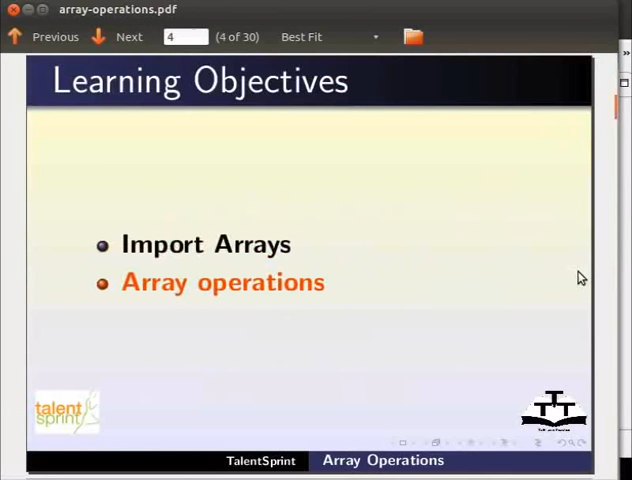 array-operations.pdf
Previous Next 4 (4 of 30) Best Fit
Learning Objectives
Import Arrays
Array operations
talent
sprint
TTT
TalentSprint Array Operations